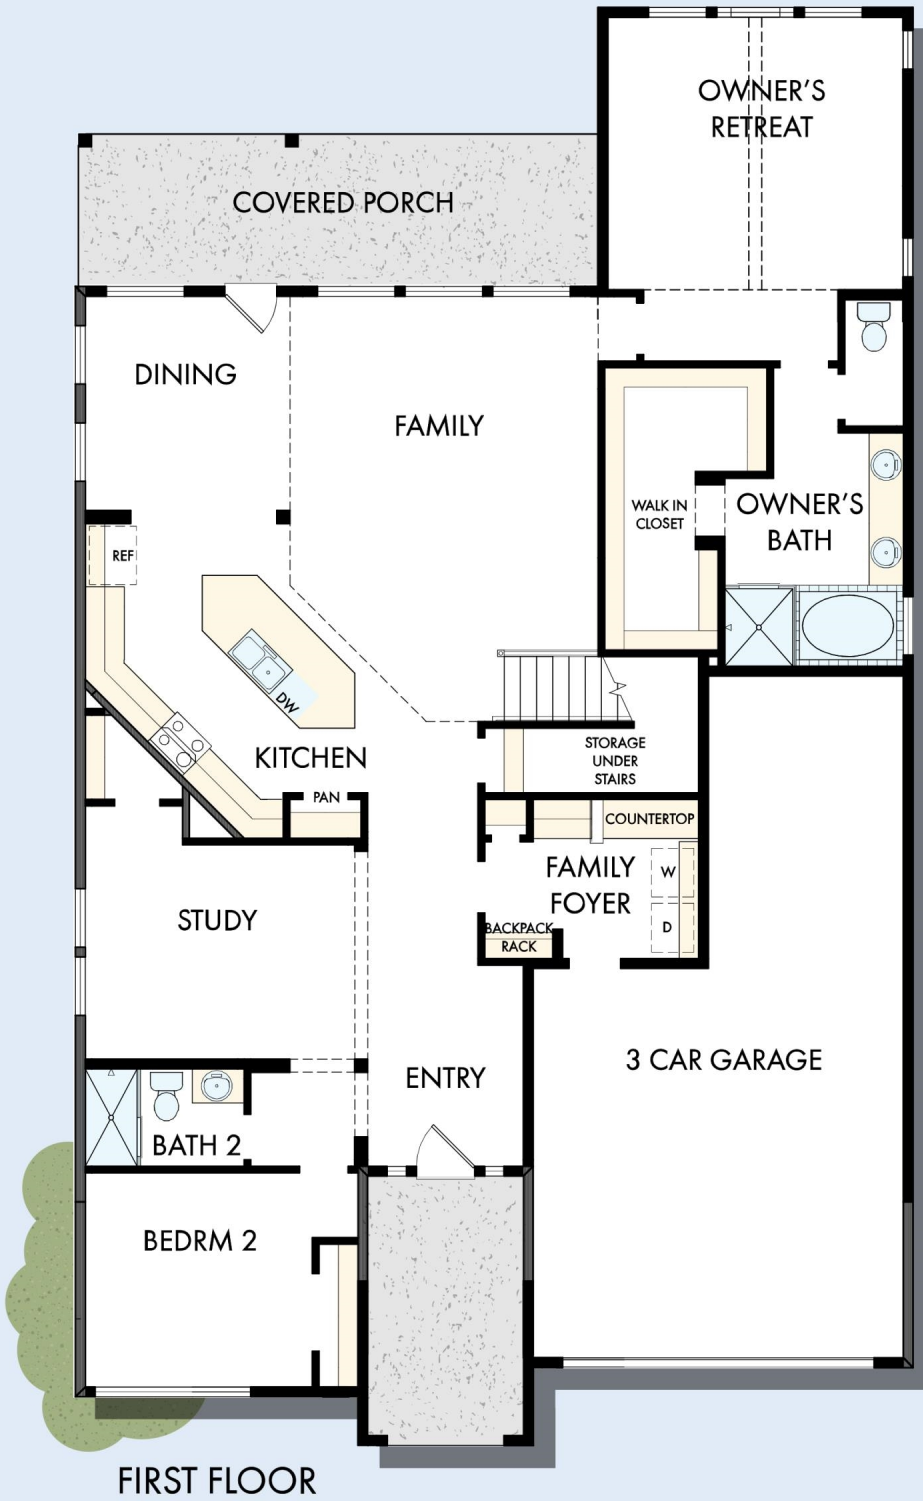 OWNER'S
RETREAT
COVERED PORCH
DINING
FAMILY
WALK IN
CLOSET
OWNER'S
BATH
REF
DW
KITCHEN
STORAGE
UNDER
STAIRS
PAN
COUNTERTOP
FAMILY
FOYER
W
D
BACKPACK
RACK
STUDY
3 CAR GARAGE
ENTRY
BATH 2
BEDRM 2
FIRST FLOOR